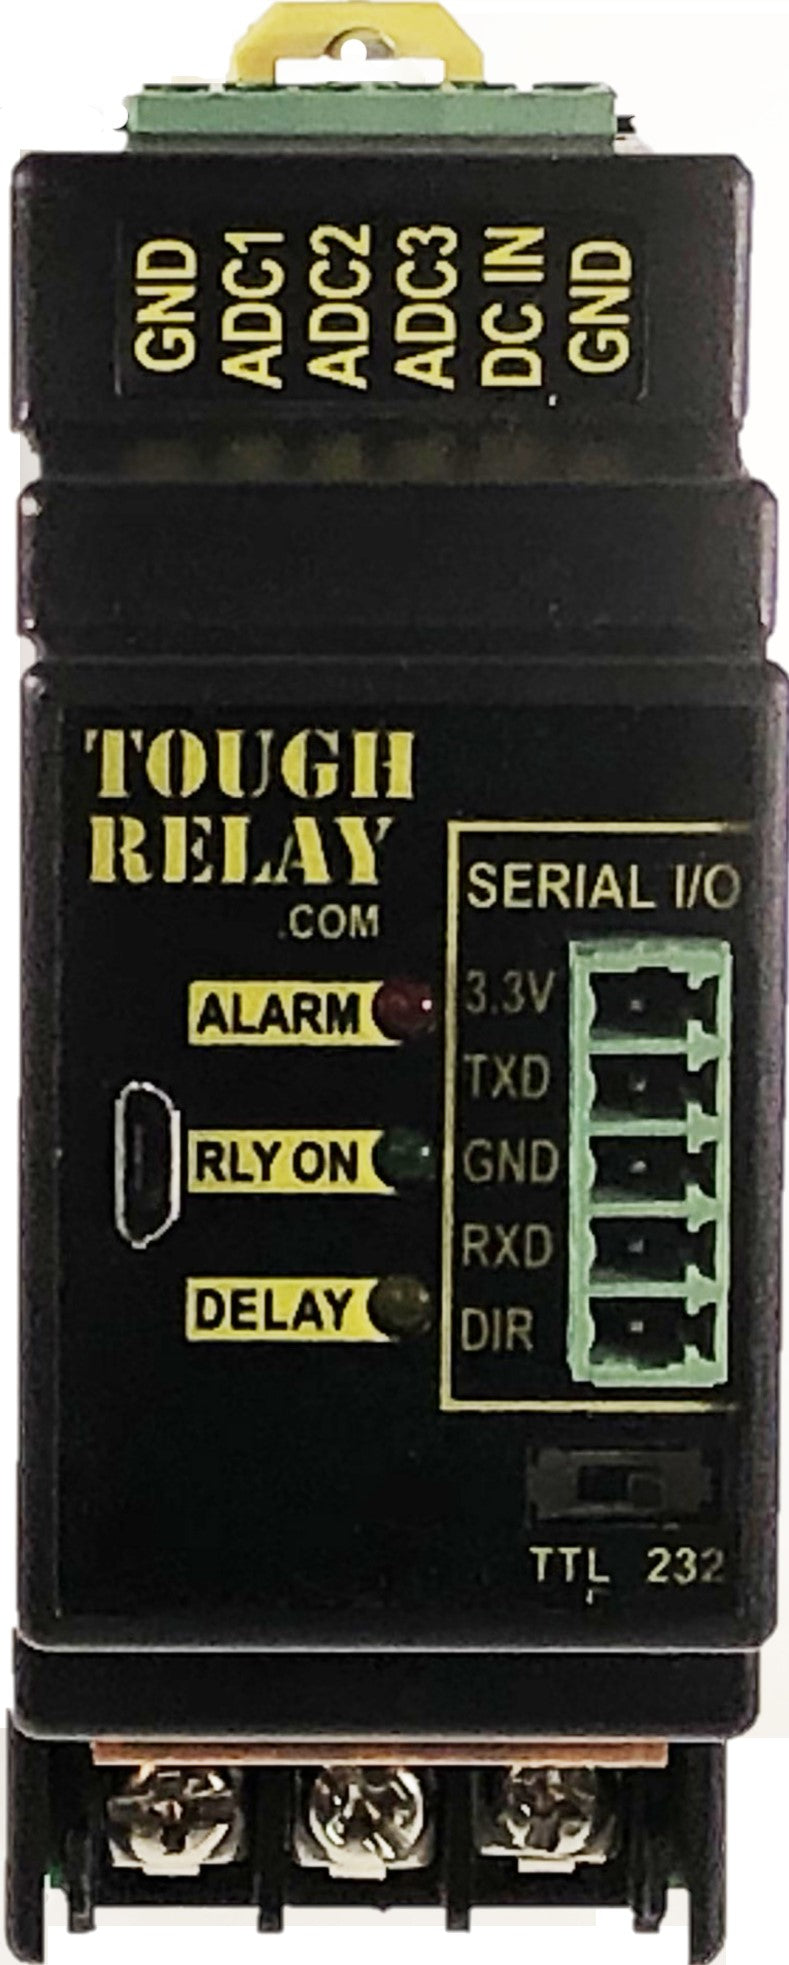 GND
ADC1
ADC2
ADC3
DC IN
GND
TOUGH
RELAY
.COM
SERIAL I/O
ALARM
3.3V
TXD
RLY ON
GND
RXD
DELAY
DIR
TTL 232